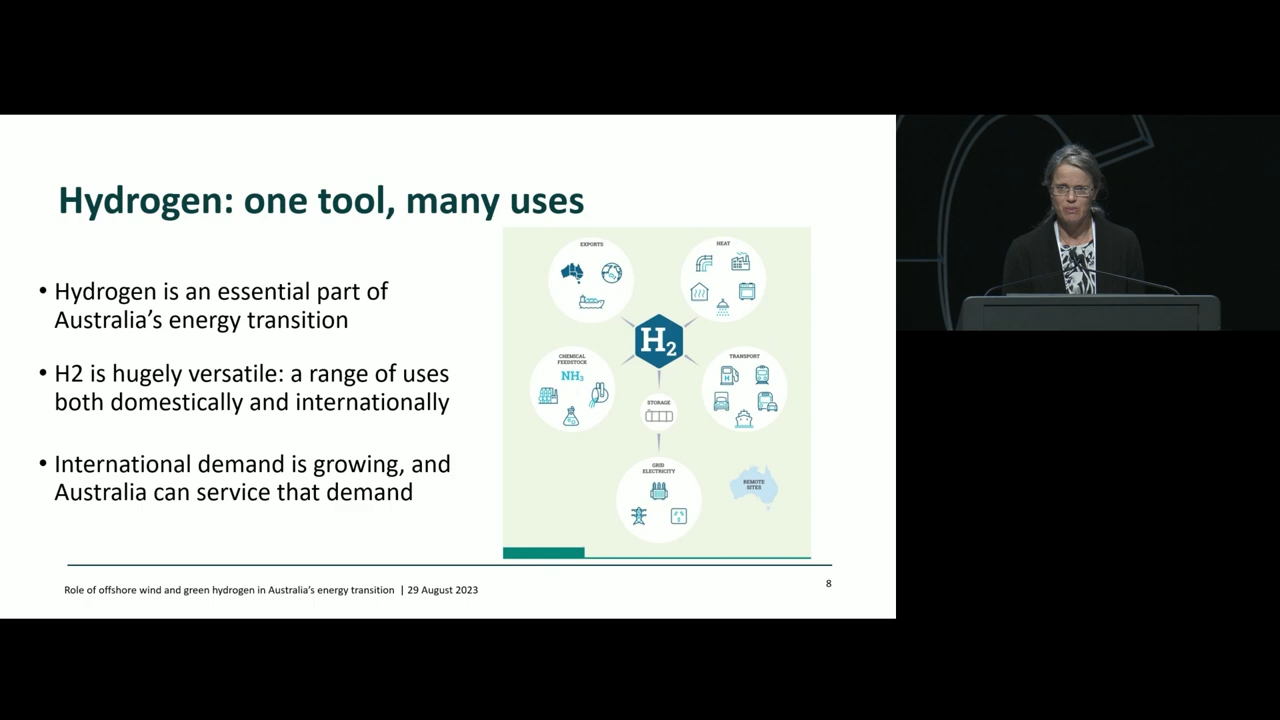 Hydrogen: one tool, many uses
• Hydrogen is an essential part of
Australia's energy transition
• H2 is hugely versatile: a range of uses
both domestically and internationally
• International demand is growing, and
Australia can service that demand
EXPORTS
HEAT
H2
CHEMICAL
FEEDSTOCK
NH3
TRANSPORT
H
STORAGE
GRID
ELECTRICITY
REMOTE
SITES
Role of offshore wind and green hydrogen in Australia's energy transition | 29 August 2023
8